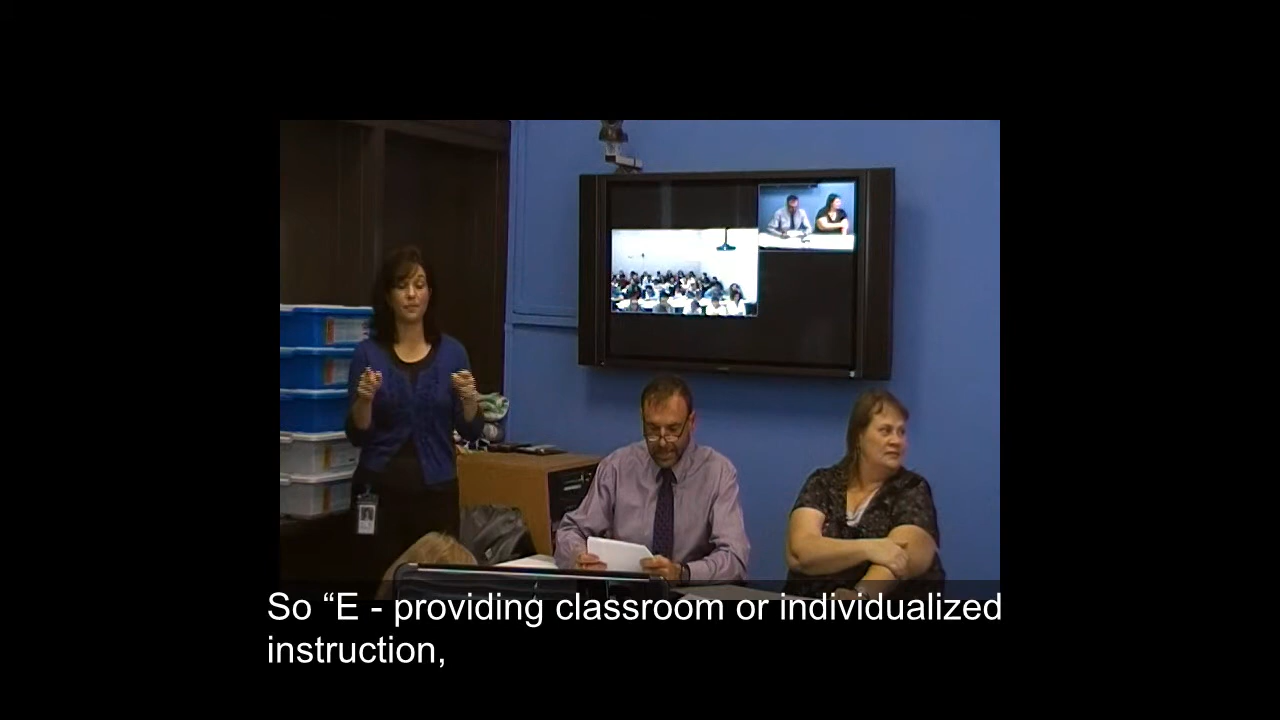 So “E - providing classroom or individualized
instruction,